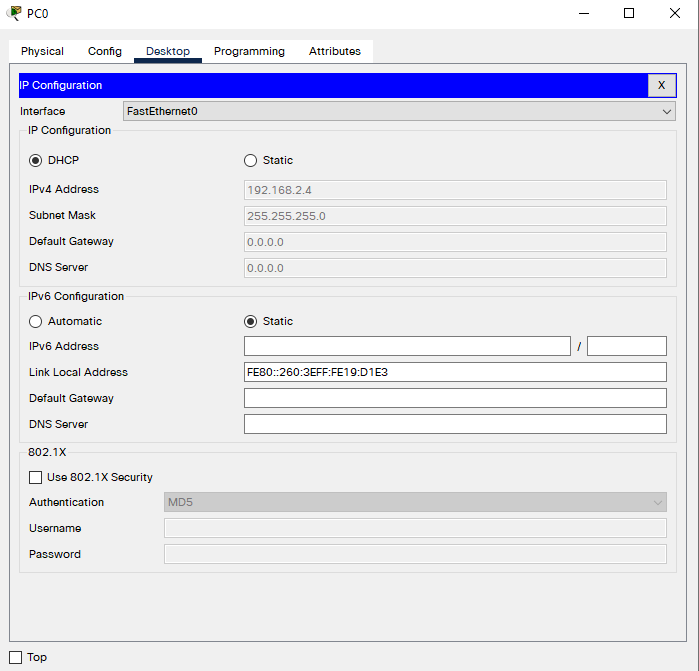 PC0
Physical Config Desktop Programming Attributes
IP Configuration X
Interface FastEthernet0
IP Configuration
DHCP Static
IPv4 Address 192.168.2.4
Subnet Mask 255.255.255.0
Default Gateway 0.0.0.0
DNS Server 0.0.0.0
IPv6 Configuration
Automatic Static
IPv6 Address /
Link Local Address FE80::260:3EFF:FE19:D1E3
Default Gateway
DNS Server
802.1X
Use 802.1X Security
Authentication MD5
Username
Password
Top